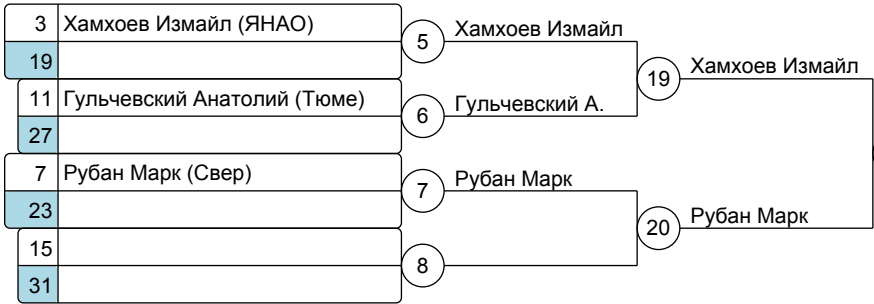 3 Хамхоев Измайл (ЯНАО)
19
5 Хамхоев Измайл
11 Гульчевский Анатолий (Тюме)
27
6 Гульчевский А.
19 Хамхоев Измайл
7 Рубан Марк (Свер)
23
7 Рубан Марк
15
31
8
20 Рубан Марк